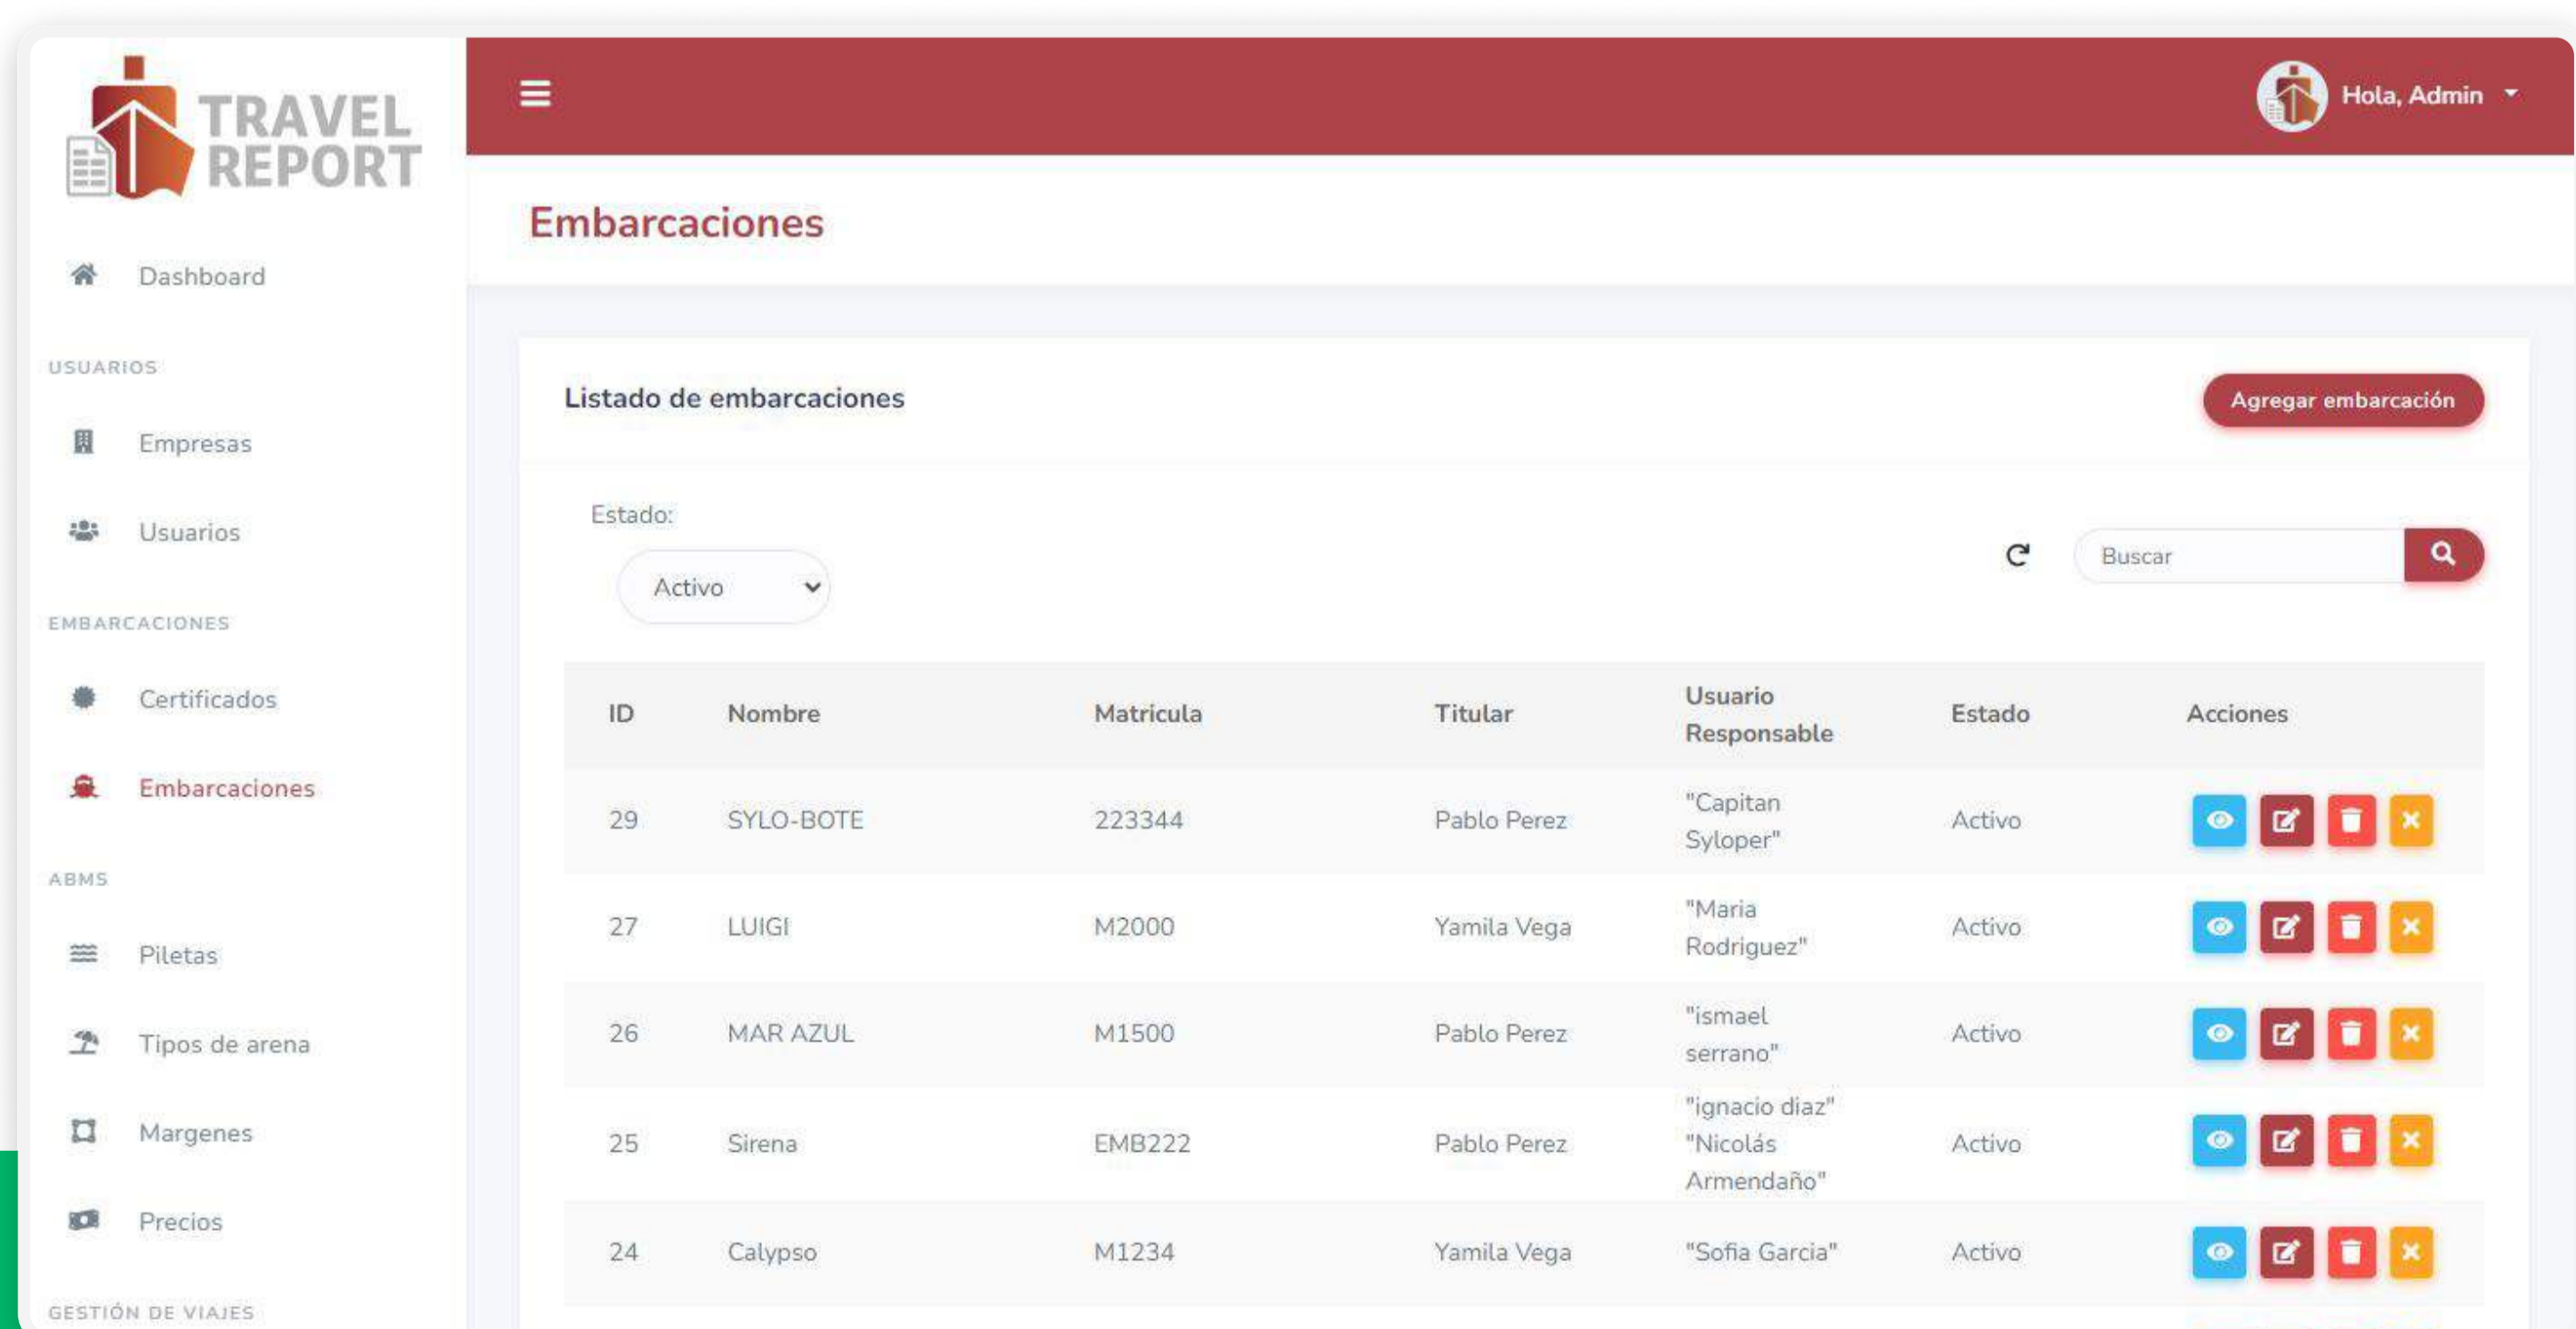 TRAVEL
REPORT
Hola, Admin
Embarcaciones
Dashboard
USUARIOS
Empresas
Usuarios
EMBARCACIONES
Certificados
Embarcaciones
ABMS
Piletas
Tipos de arena
Margenes
Precios
GESTIÓN DE VIAJES
Listado de embarcaciones
Agregar embarcación
Estado:
Activo
Buscar
ID Nombre Matricula Titular Usuario Responsable Estado Acciones
29 SYLO-BOTE 223344 Pablo Perez "Capitan Syloper" Activo
27 LUIGI M2000 Yamila Vega "Maria Rodriguez" Activo
26 MAR AZUL M1500 Pablo Perez "ismael serrano" Activo
25 Sirena EMB222 Pablo Perez "ignacio diaz" "Nicolás Armendaño" Activo
24 Calypso M1234 Yamila Vega "Sofia Garcia" Activo